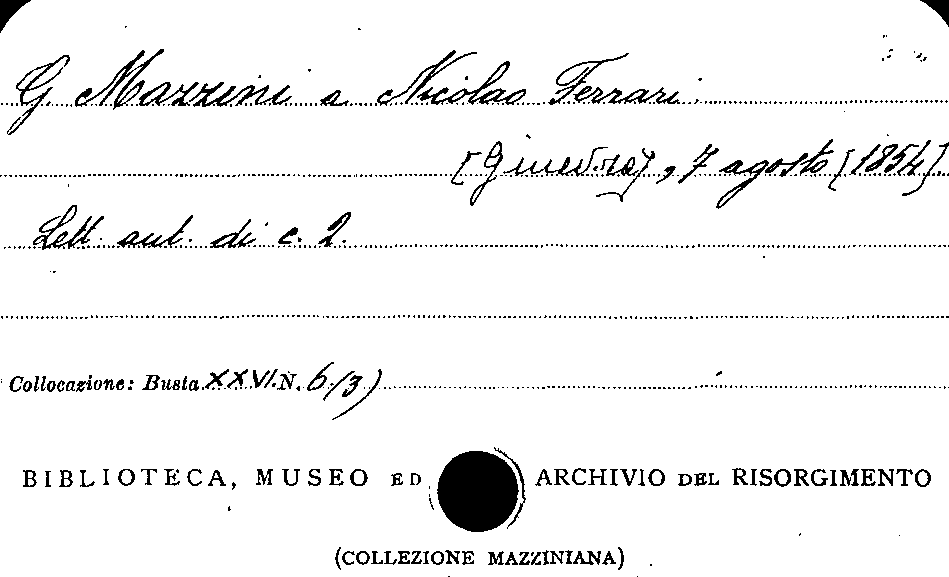 G. Mazzini a Nicolao Ferrari.
[Ginevra], 7 agosto [1854].
Lett. aut. di c. 2.
Collocazione: Busta XXVI. N. 6/3)
BIBLIOTECA, MUSEO ED ARCHIVIO DEL RISORGIMENTO
(COLLEZIONE MAZZINIANA)